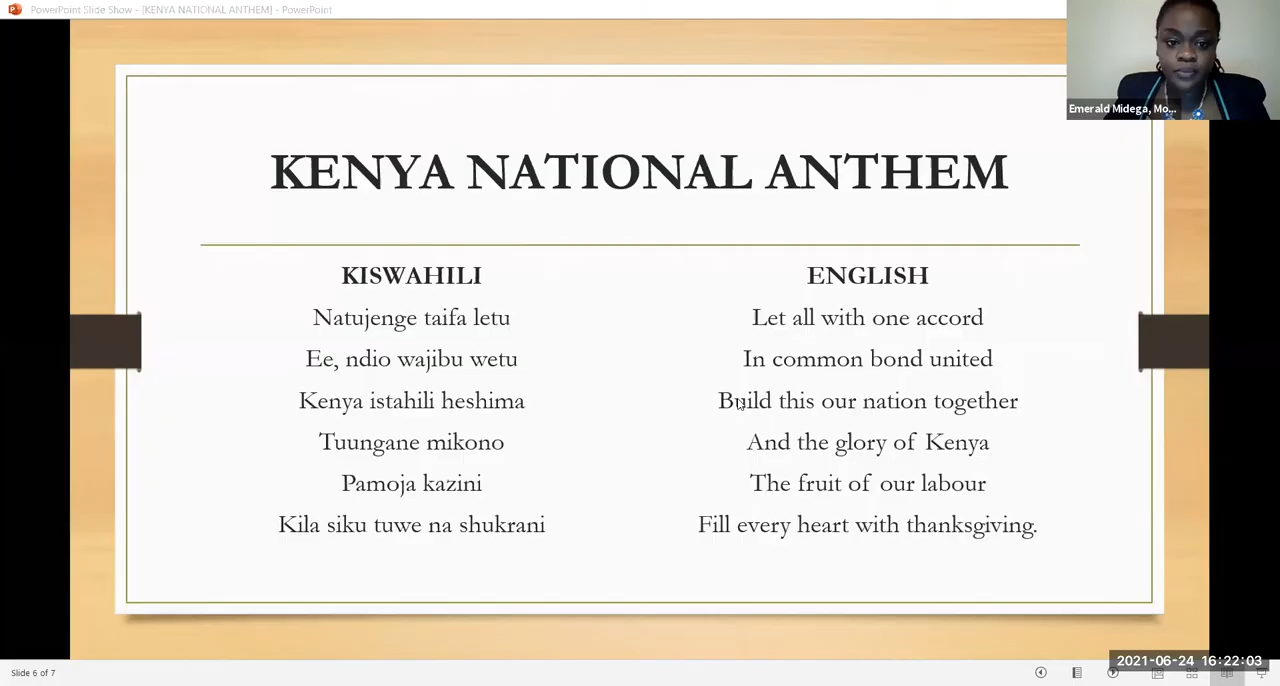 PowerPoint Slide Show - [KENYA NATIONAL ANTHEM] - PowerPoint
Emerald Midega, Mo...
KENYA NATIONAL ANTHEM
KISWAHILI
Natujenge taifa letu
Ee, ndio wajibu wetu
Kenya istahili heshima
Tuungane mikono
Pamoja kazini
Kila siku tuwe na shukrani
ENGLISH
Let all with one accord
In common bond united
Build this our nation together
And the glory of Kenya
The fruit of our labour
Fill every heart with thanksgiving.
Slide 6 of 7
2021-06-24 16:22:03